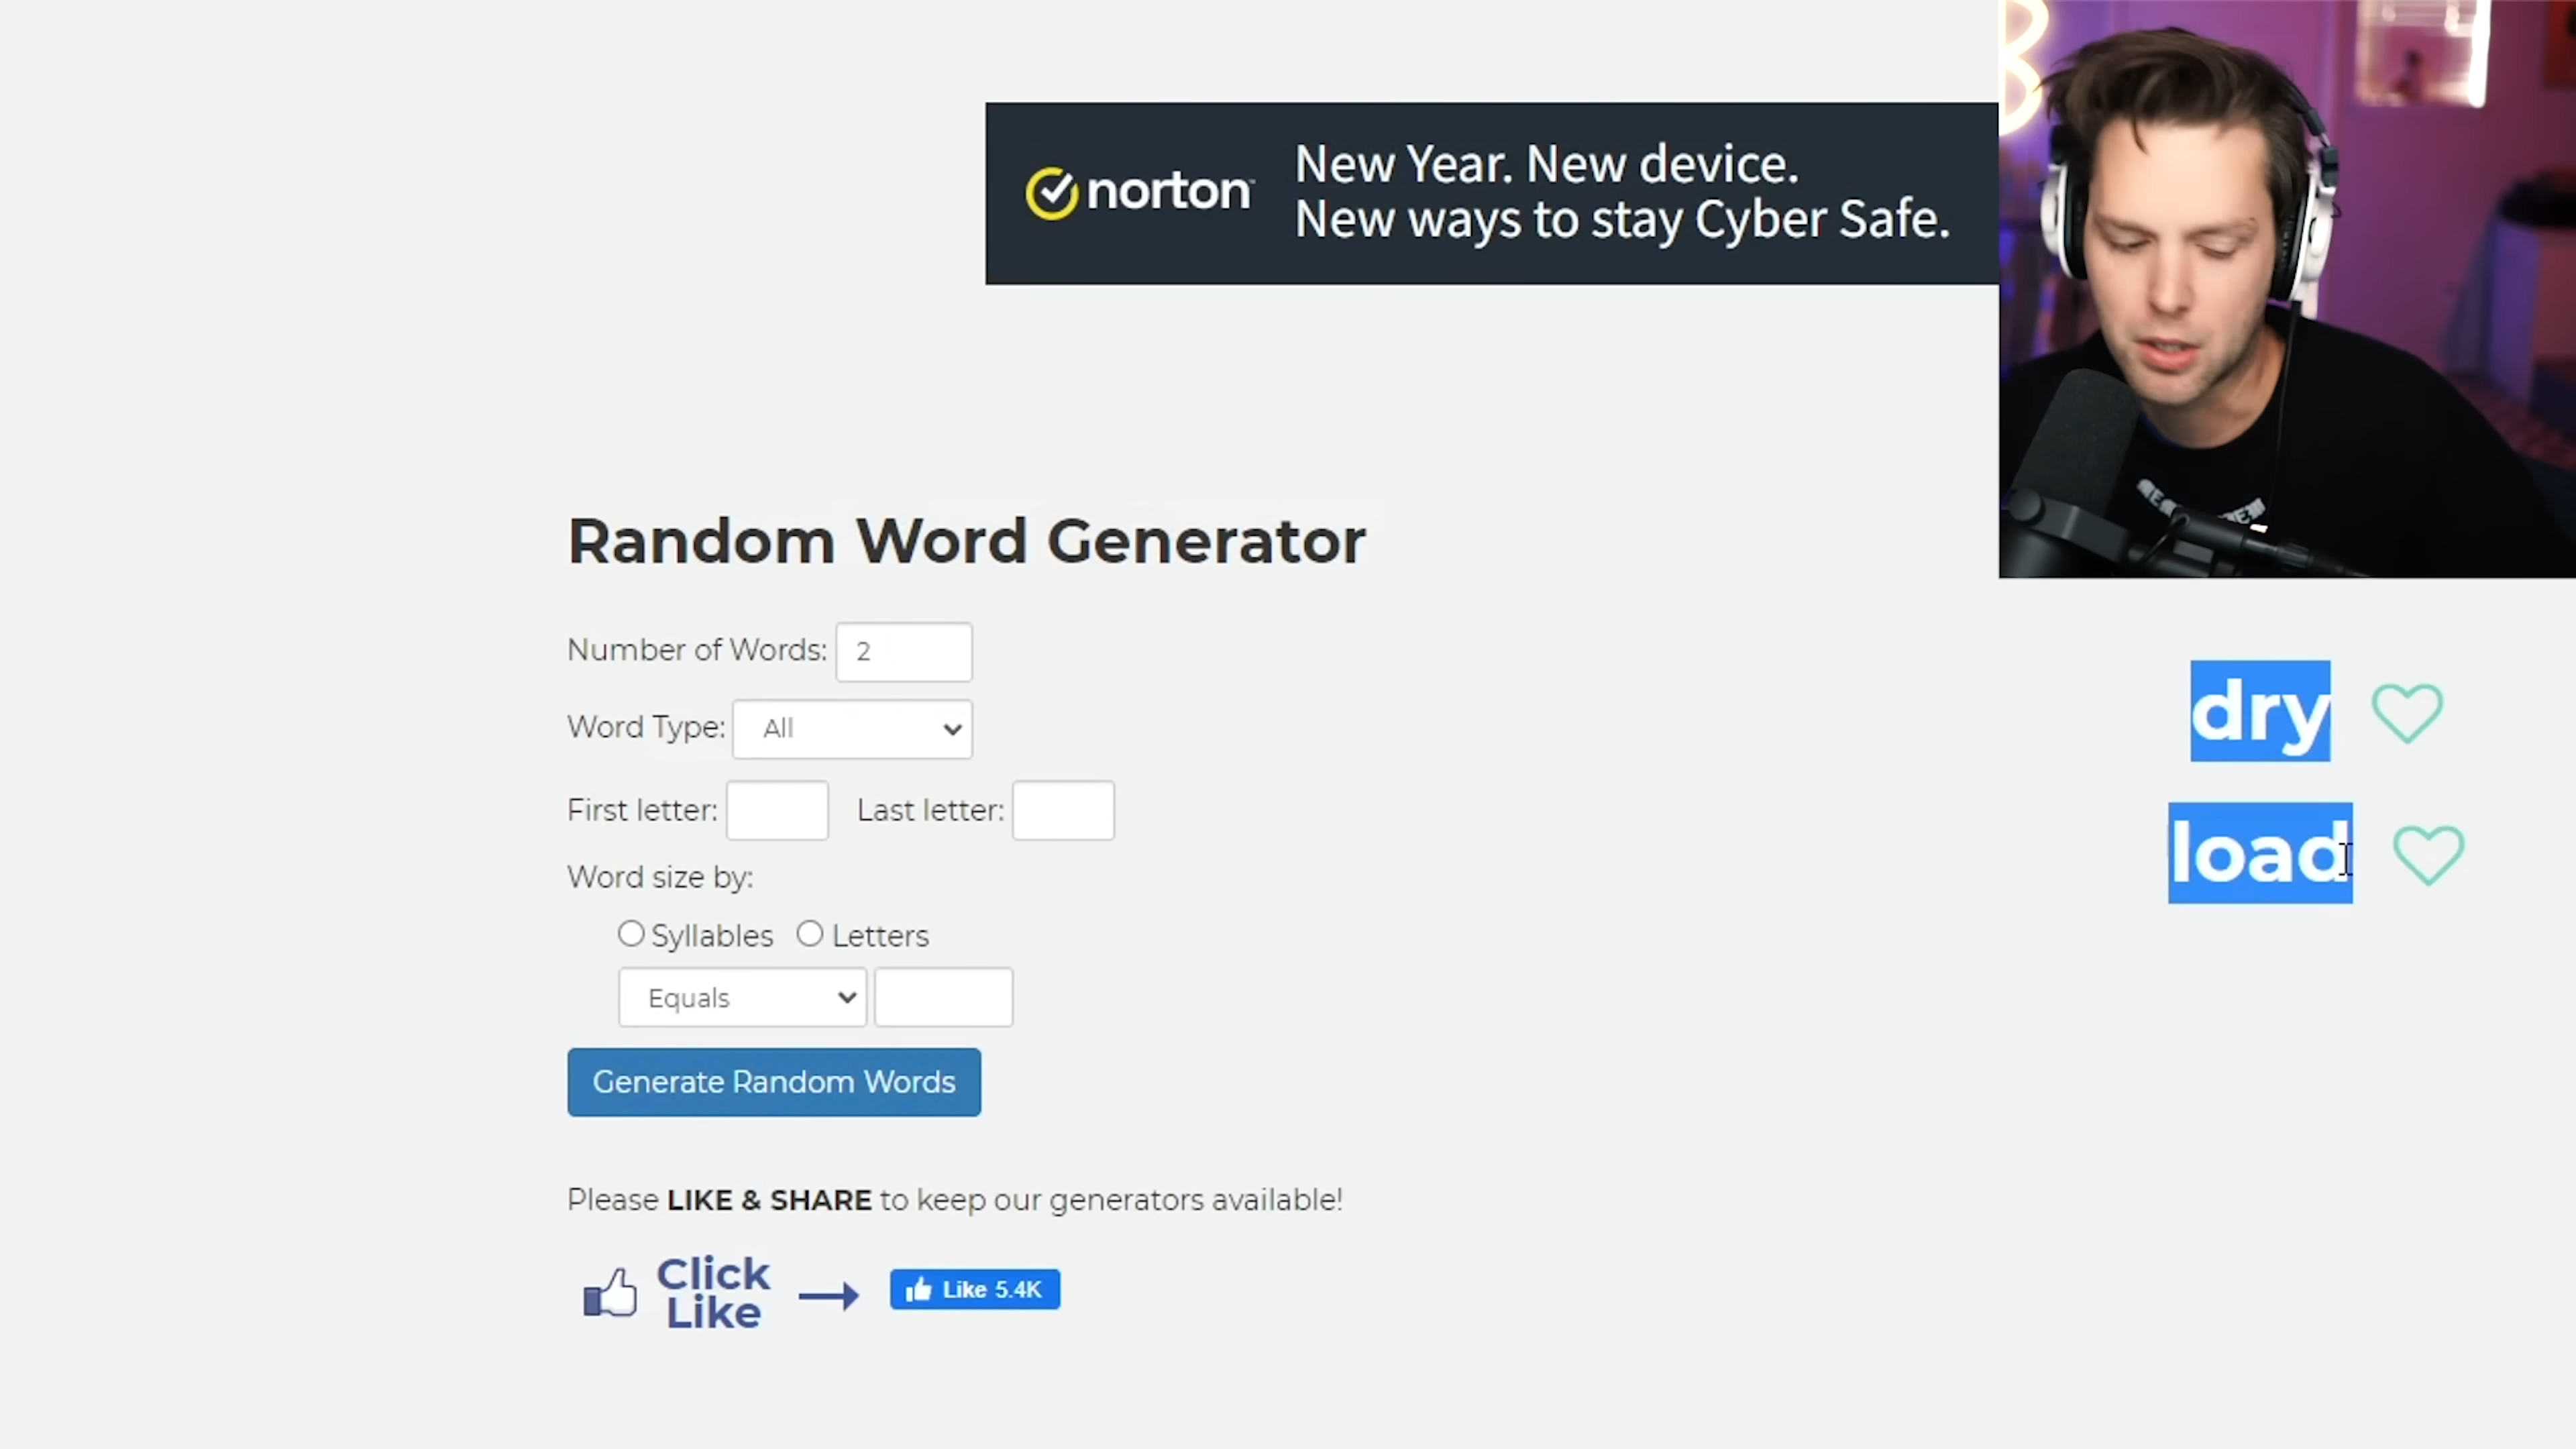 norton
New Year. New device.
New ways to stay Cyber Safe.
Random Word Generator
Number of Words: 2
Word Type: All
First letter: Last letter:
Word size by:
Syllables Letters
Equals
Generate Random Words
Please LIKE & SHARE to keep our generators available!
Click
Like
Like 5.4K
dry
load